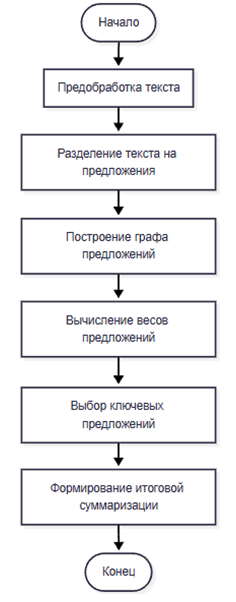 Начало
Предобработка текста
Разделение текста на
предложения
Построение графа
предложений
Вычисление весов
предложений
Выбор ключевых
предложений
Формирование итоговой
суммаризации
Конец